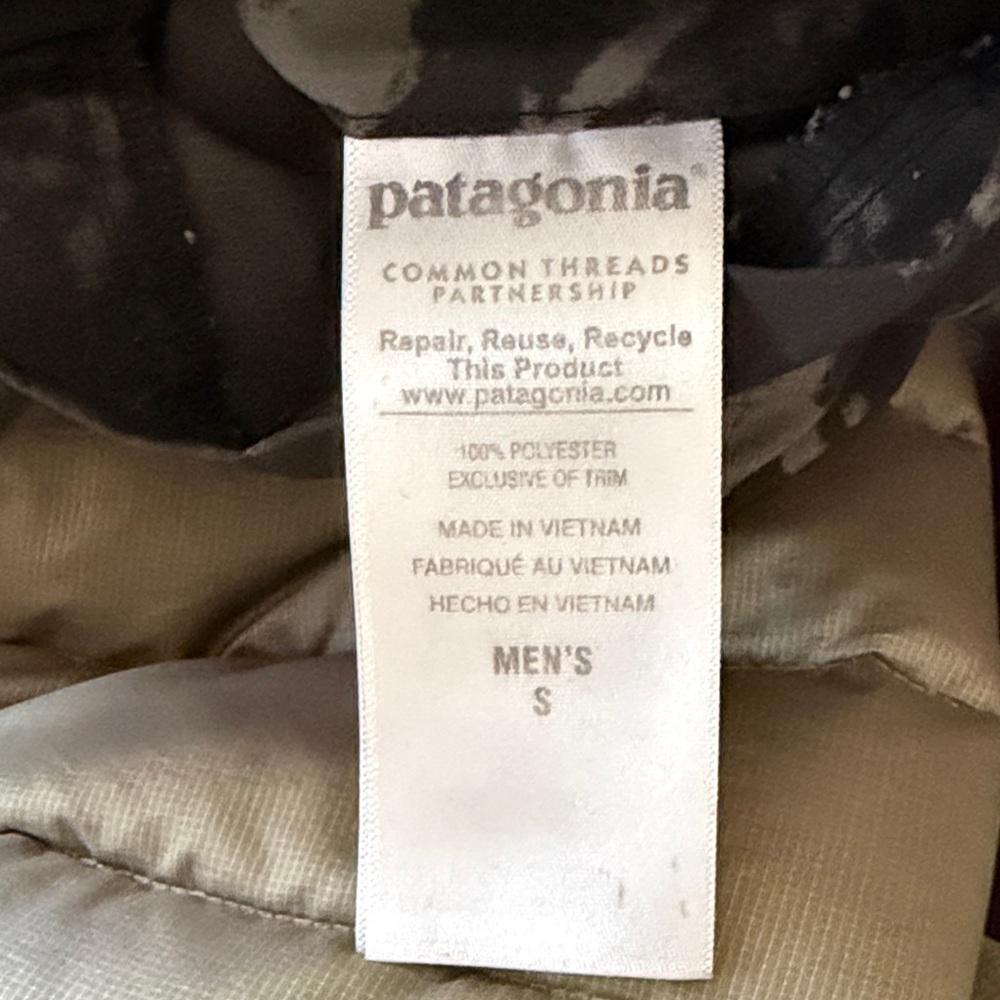 patagonia®
COMMON THREADS
PARTNERSHIP
Repair, Reuse, Recycle
This Product
www.patagonia.com
100% POLYESTER
EXCLUSIVE OF TRIM
MADE IN VIETNAM
FABRIQUÉ AU VIETNAM
HECHO EN VIETNAM
MEN'S
S